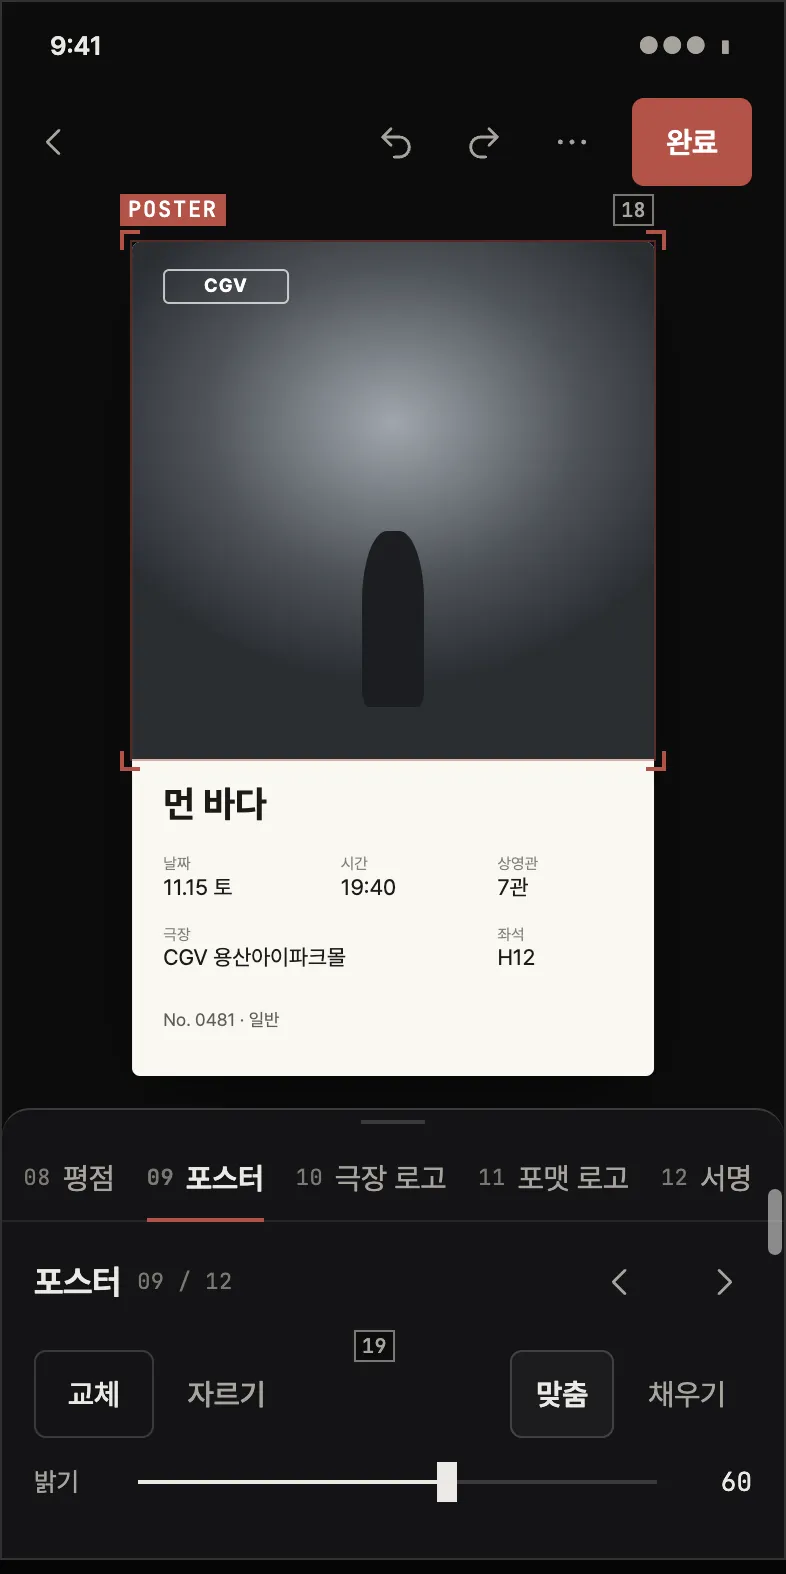 9:41
완료
POSTER
18
CGV
먼 바다
날짜 시간 상영관
11.15 토 19:40 7관
극장 좌석
CGV 용산아이파크몰 H12
No. 0481 · 일반
08 평점 09 포스터 10 극장 로고 11 포맷 로고 12 서명
포스터 09 / 12
19
교체 자르기 맞춤 채우기
밝기 60